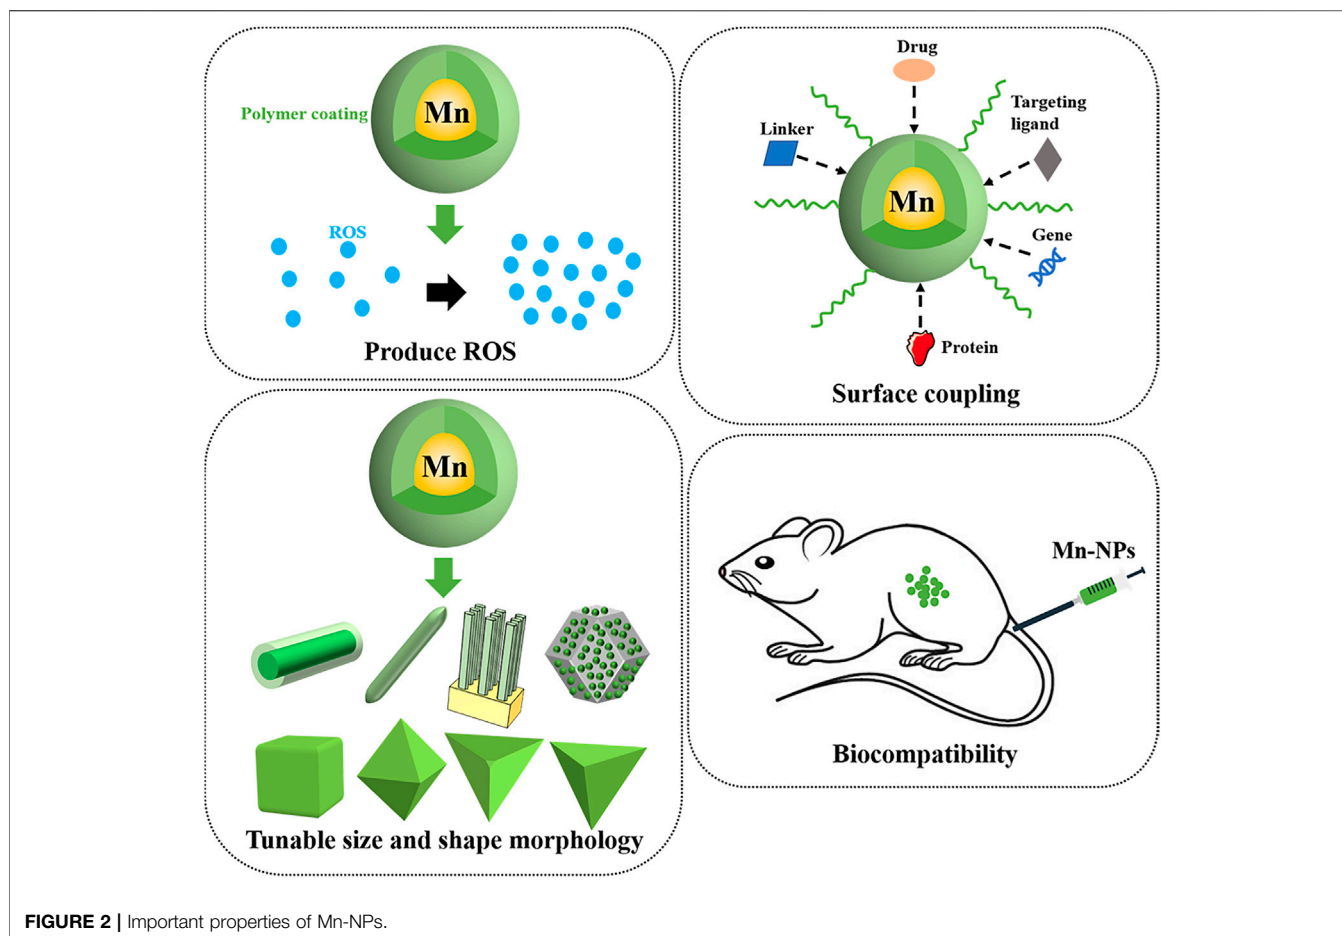 Polymer coating
Mn
ROS
Produce ROS
Drug
Linker
Targeting
ligand
Mn
Gene
Protein
Surface coupling
Mn
Tunable size and shape morphology
Mn-NPs
Biocompatibility
FIGURE 2 | Important properties of Mn-NPs.